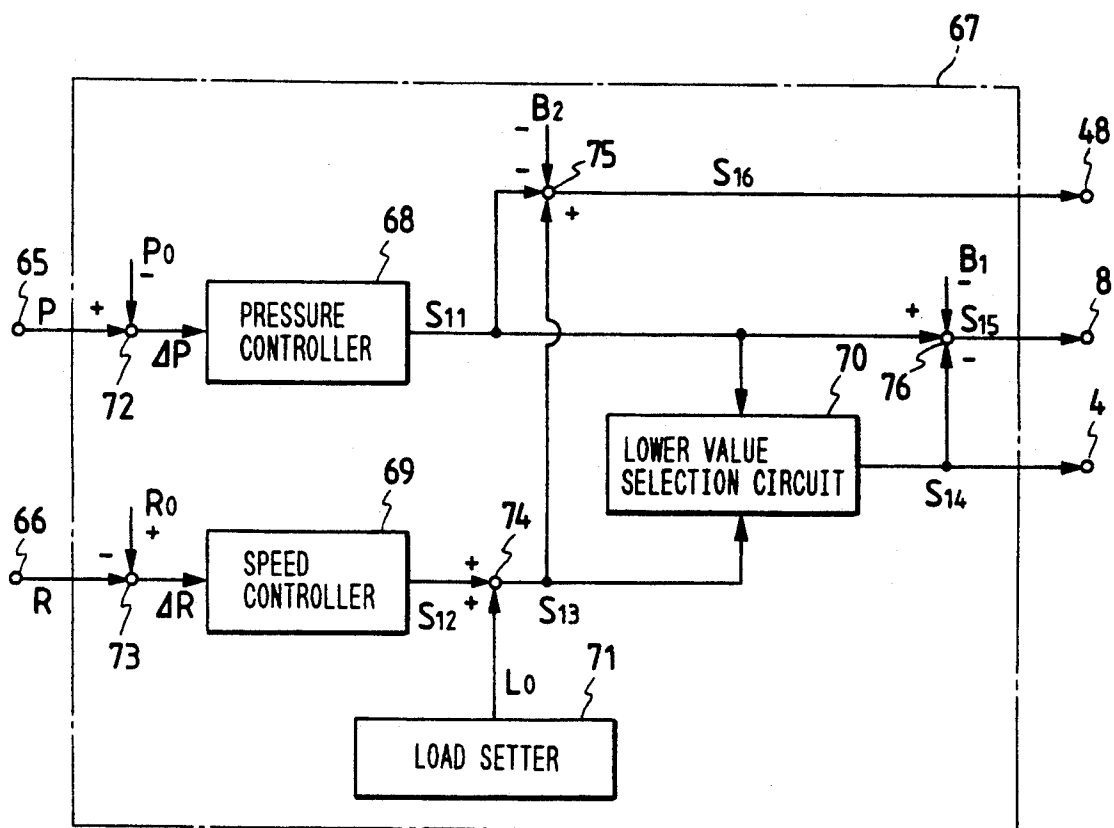 67
B2
-
-
75
+
S16
48
65
P
+
P0
-
72
ΔP
68
PRESSURE
CONTROLLER
S11
B1
-
+
S15
8
76
-
70
LOWER VALUE
SELECTION CIRCUIT
S14
4
66
R
-
R0
+
73
ΔR
69
SPEED
CONTROLLER
S12
+
+
74
S13
L0
71
LOAD SETTER